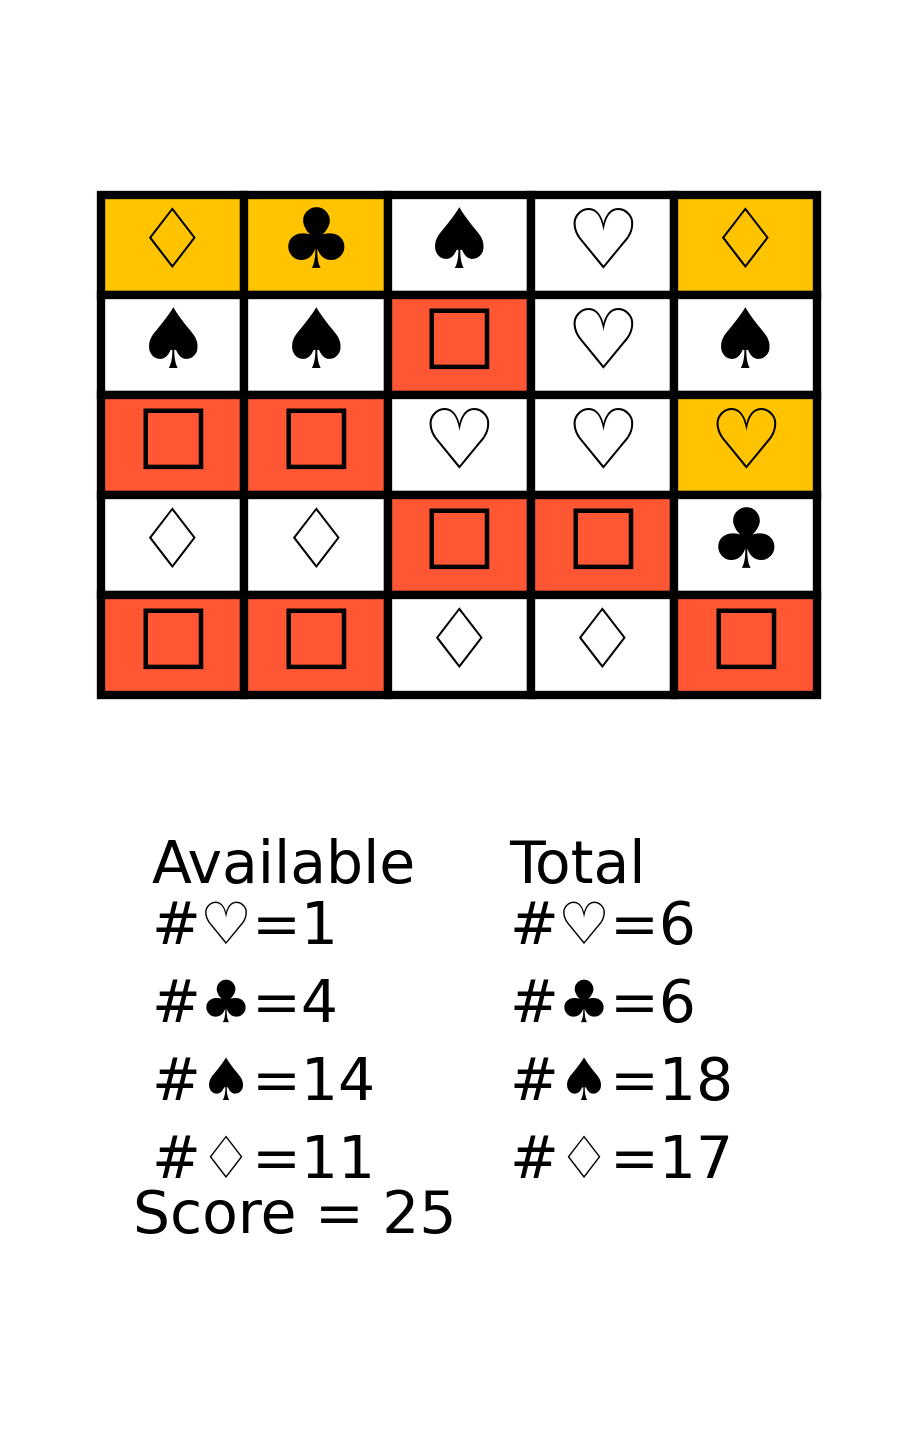 ♢ ♣ ♠ ♡ ♢
♠ ♠ □ ♡ ♠
□ □ ♡ ♡ ♡
♢ ♢ □ □ ♣
□ □ ♢ ♢ □
Available Total
#♡=1 #♡=6
#♣=4 #♣=6
#♠=14 #♠=18
#♢=11 #♢=17
Score = 25